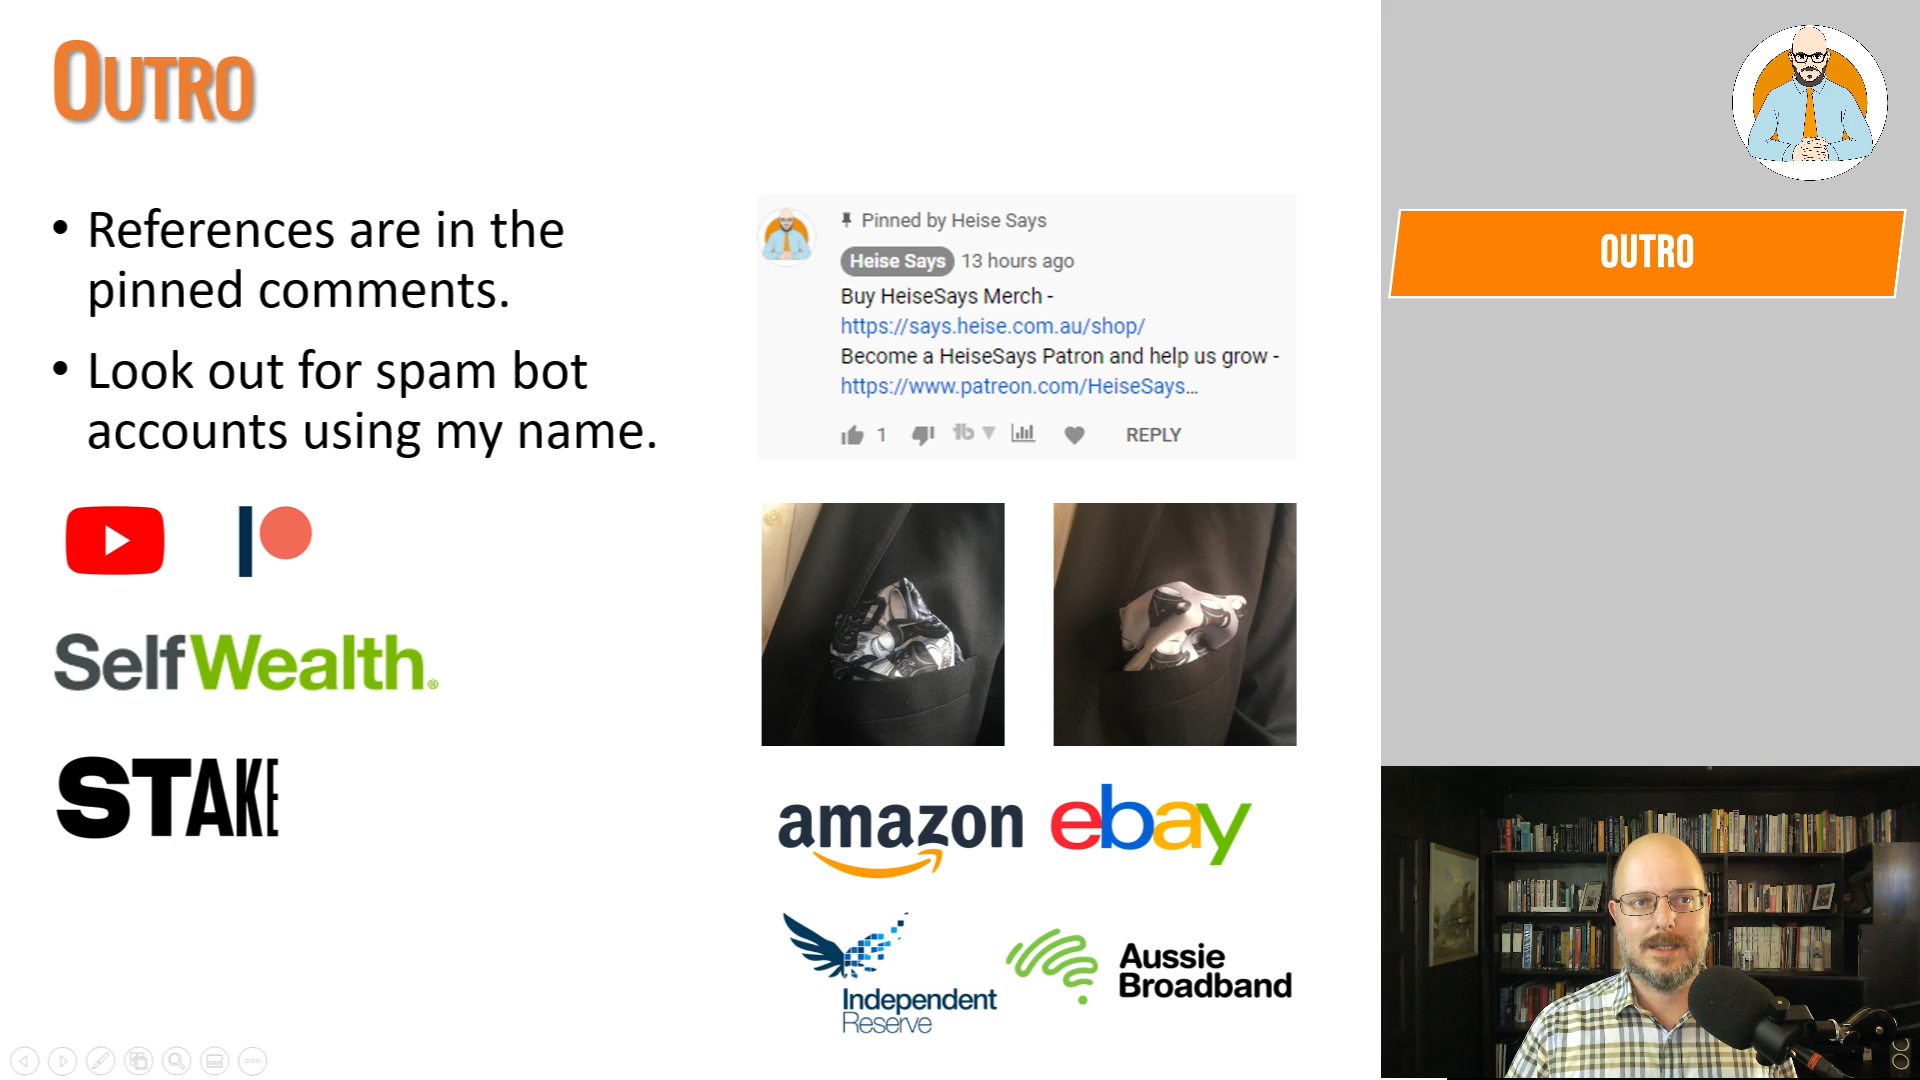 OUTRO
• References are in the
pinned comments.
• Look out for spam bot
accounts using my name.
SelfWealth®
STAKE
Pinned by Heise Says
Heise Says 13 hours ago
Buy HeiseSays Merch -
https://says.heise.com.au/shop/
Become a HeiseSays Patron and help us grow -
https://www.patreon.com/HeiseSays...
1
REPLY
amazon
ebay
Independent
Reserve
Aussie
Broadband
OUTRO